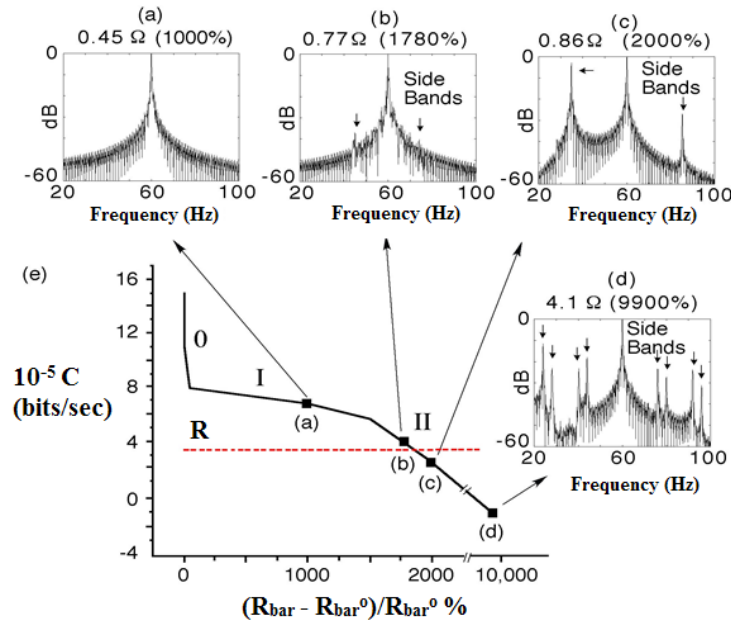 (a)
0.45 Ω (1000%)
0
dB
-60
20 60 100
Frequency (Hz)
(b)
0.77 Ω (1780%)
0
Side
Bands
dB
-60
20 60 100
Frequency (Hz)
(c)
0.86 Ω (2000%)
0
Side
Bands
dB
-60
20 60 100
Frequency (Hz)
(d)
4.1 Ω (9900%)
0
Side
Bands
dB
-60
20 60 100
Frequency (Hz)
(e)
16
12
8
4
0
-4
10⁻⁵ C
(bits/sec)
0
I
II
R
(a)
(b)
(c)
(d)
0 1000 2000 10,000
(Rbar - Rbar⁰)/Rbar⁰ %